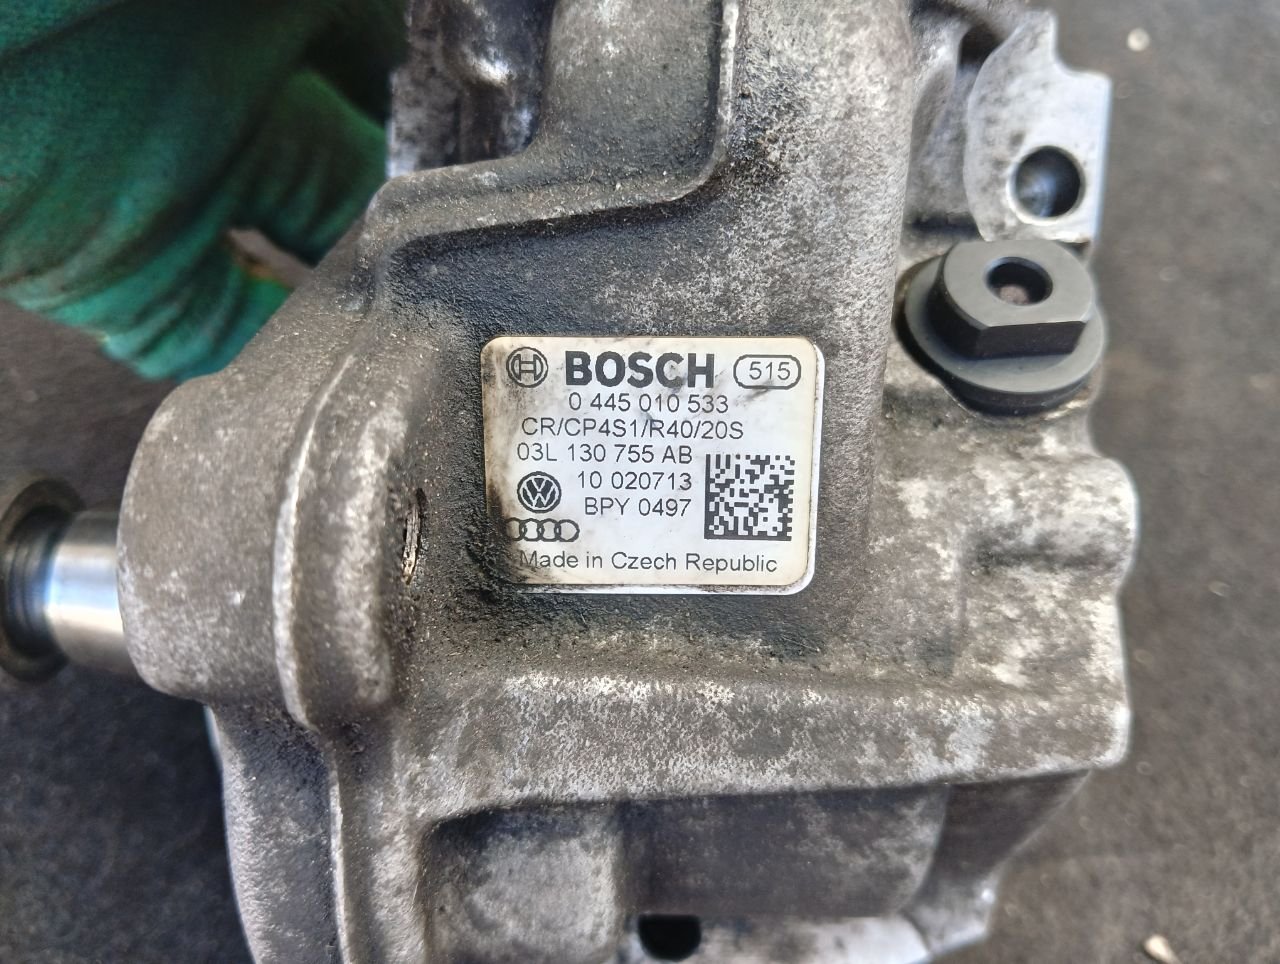 BOSCH 515
0 445 010 533
CR/CP4S1/R40/20S
03L 130 755 AB
10 020713
BPY 0497
Made in Czech Republic